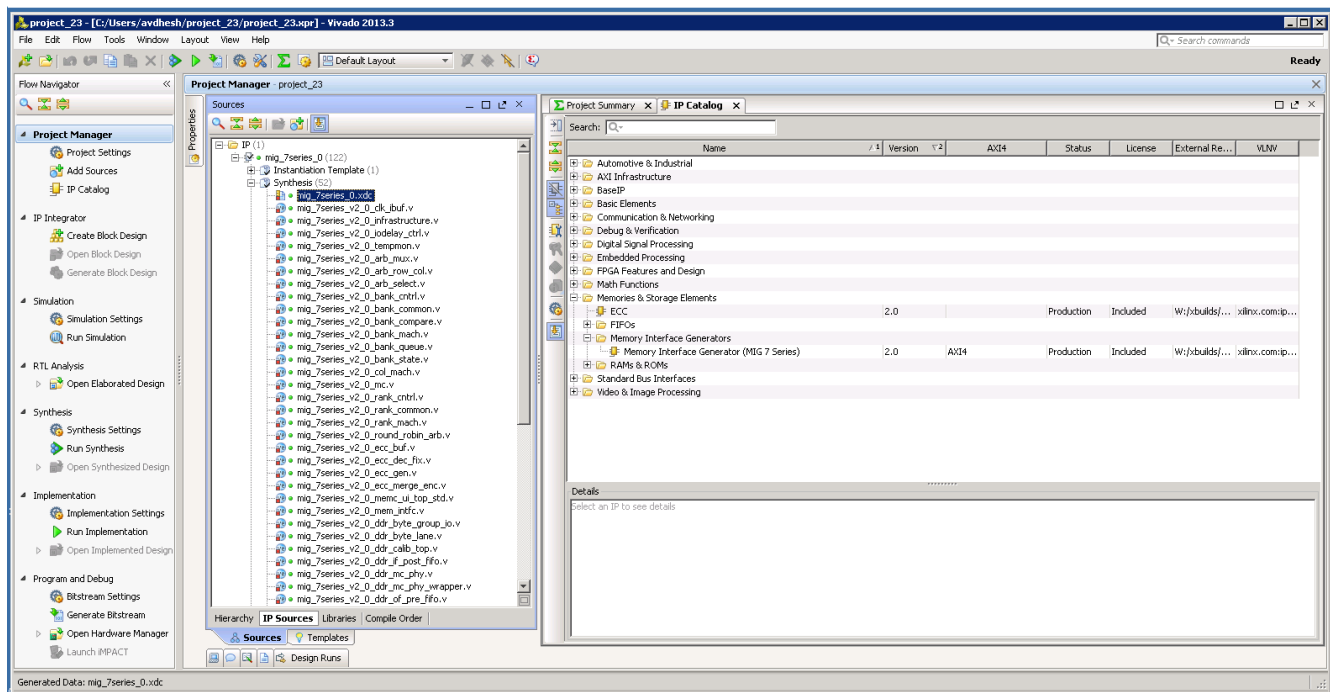 project_23 - [C:/Users/avdhesh/project_23/project_23.xpr] - Vivado 2013.3
File Edit Flow Tools Window Layout View Help
Search commands
Default Layout
Ready
Flow Navigator
Project Manager
Project Settings
Add Sources
IP Catalog
IP Integrator
Create Block Design
Open Block Design
Generate Block Design
Simulation
Simulation Settings
Run Simulation
RTL Analysis
Open Elaborated Design
Synthesis
Synthesis Settings
Run Synthesis
Open Synthesized Design
Implementation
Implementation Settings
Run Implementation
Open Implemented Design
Program and Debug
Bitstream Settings
Generate Bitstream
Open Hardware Manager
Launch iMPACT
Project Manager - project_23
Properties
Sources
IP (1)
mig_7series_0 (122)
Instantiation Template (1)
Synthesis (52)
mig_7series_0.xdc
mig_7series_v2_0_clk_ibuf.v
mig_7series_v2_0_infrastructure.v
mig_7series_v2_0_iodelay_ctrl.v
mig_7series_v2_0_tempmon.v
mig_7series_v2_0_arb_mux.v
mig_7series_v2_0_arb_row_col.v
mig_7series_v2_0_arb_select.v
mig_7series_v2_0_bank_cntrl.v
mig_7series_v2_0_bank_common.v
mig_7series_v2_0_bank_compare.v
mig_7series_v2_0_bank_mach.v
mig_7series_v2_0_bank_queue.v
mig_7series_v2_0_bank_state.v
mig_7series_v2_0_col_mach.v
mig_7series_v2_0_mc.v
mig_7series_v2_0_rank_cntrl.v
mig_7series_v2_0_rank_common.v
mig_7series_v2_0_rank_mach.v
mig_7series_v2_0_round_robin_arb.v
mig_7series_v2_0_ecc_buf.v
mig_7series_v2_0_ecc_dec_fix.v
mig_7series_v2_0_ecc_gen.v
mig_7series_v2_0_ecc_merge_enc.v
mig_7series_v2_0_memc_ui_top_std.v
mig_7series_v2_0_mem_intfc.v
mig_7series_v2_0_ddr_byte_group_io.v
mig_7series_v2_0_ddr_byte_lane.v
mig_7series_v2_0_ddr_calib_top.v
mig_7series_v2_0_ddr_if_post_fifo.v
mig_7series_v2_0_ddr_mc_phy.v
mig_7series_v2_0_ddr_mc_phy_wrapper.v
mig_7series_v2_0_ddr_of_pre_fifo.v
Hierarchy IP Sources Libraries Compile Order
Sources Templates
Design Runs
Project Summary IP Catalog
Search:
Name 1 Version 2 AXI4 Status License External Re... VLNV
Automotive & Industrial
AXI Infrastructure
BaseIP
Basic Elements
Communication & Networking
Debug & Verification
Digital Signal Processing
Embedded Processing
FPGA Features and Design
Math Functions
Memories & Storage Elements
ECC 2.0 Production Included W:/xbuilds/... xilinx.com:ip...
FIFOs
Memory Interface Generators
Memory Interface Generator (MIG 7 Series) 2.0 AXI4 Production Included W:/xbuilds/... xilinx.com:ip...
RAMs & ROMs
Standard Bus Interfaces
Video & Image Processing
Details
Select an IP to see details
Generated Data: mig_7series_0.xdc